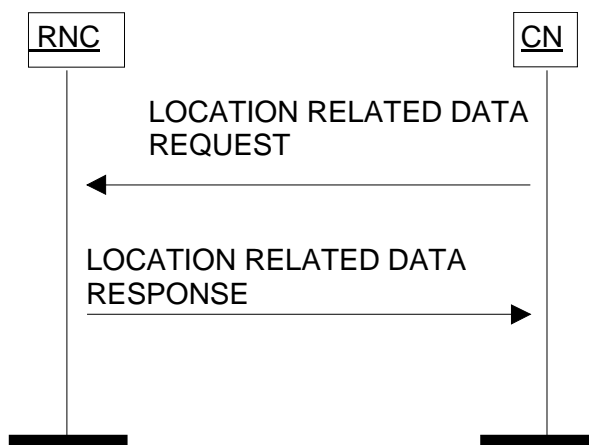 RNC
CN
LOCATION RELATED DATA
REQUEST
LOCATION RELATED DATA
RESPONSE